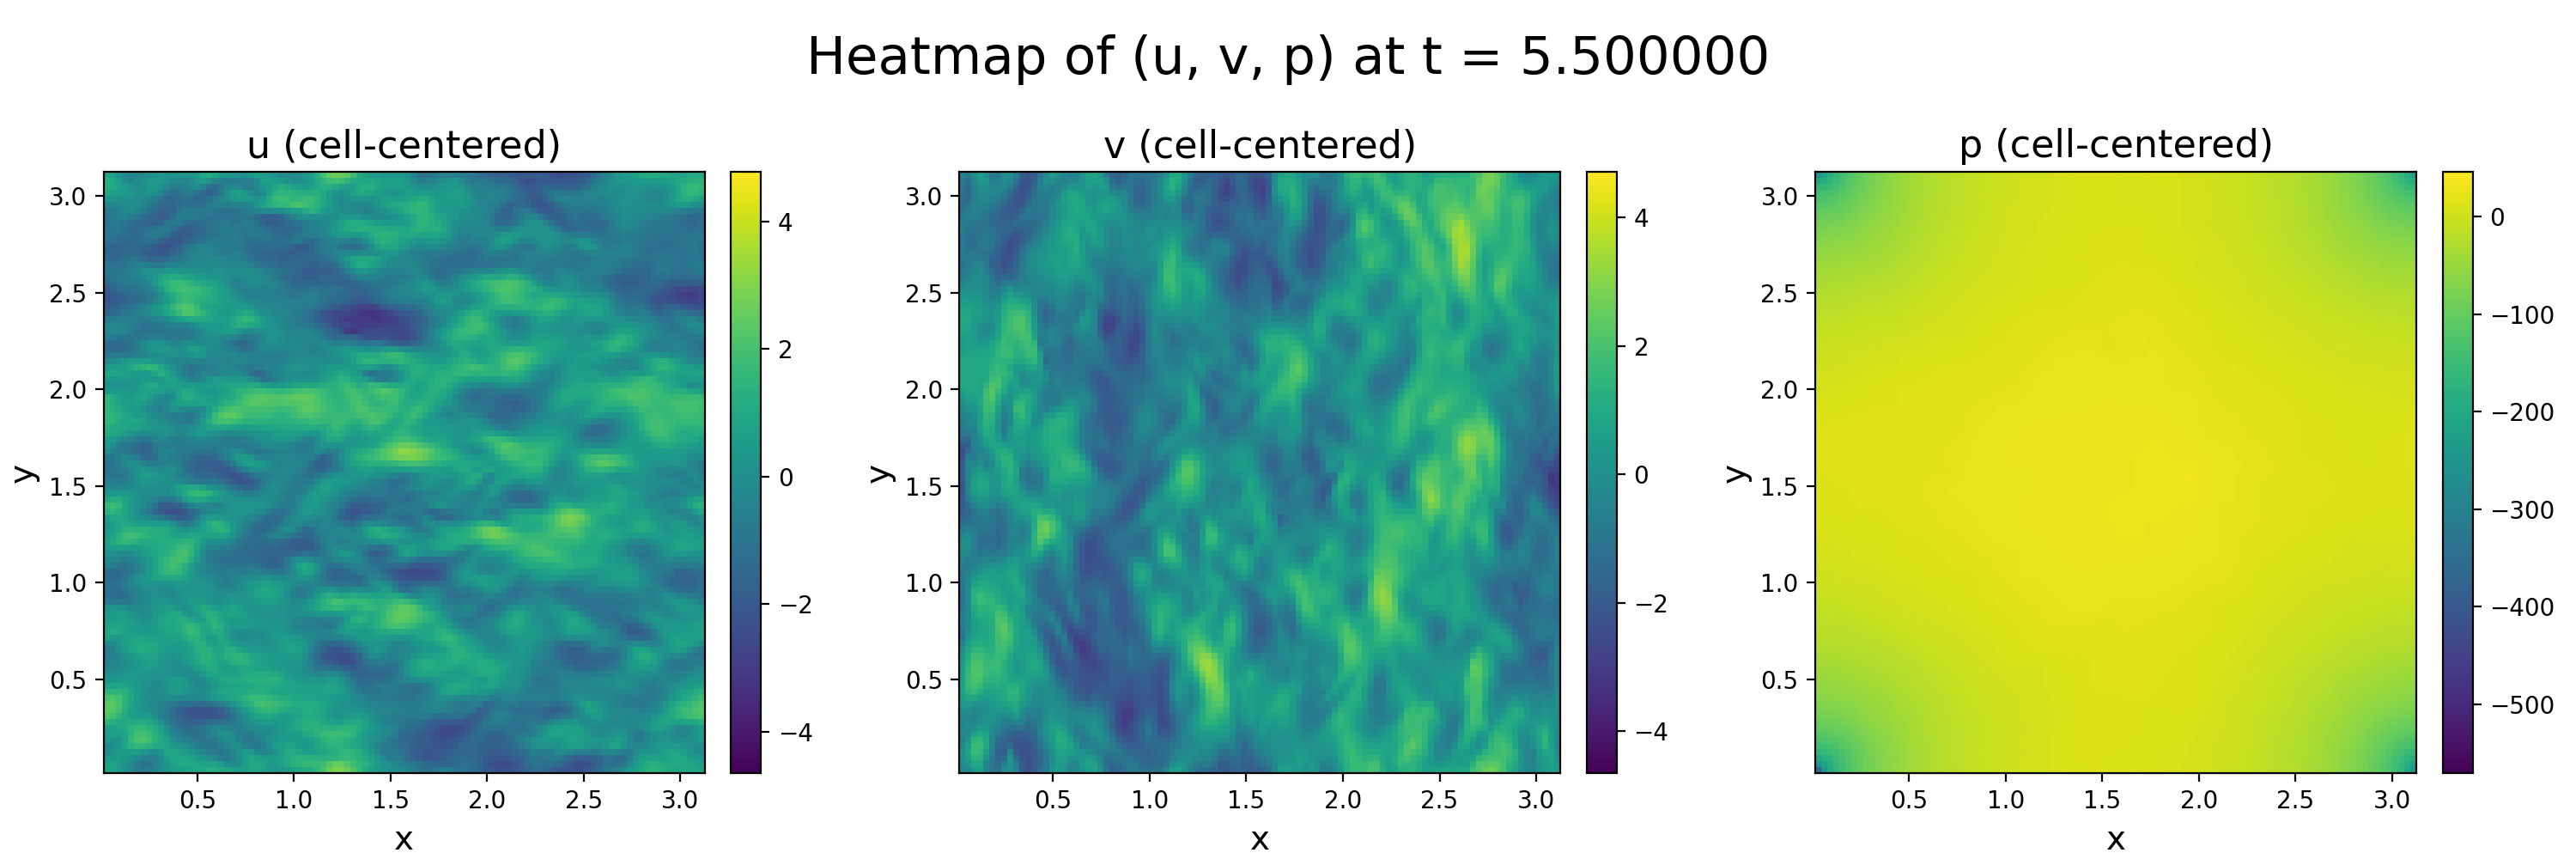 Heatmap of (u, v, p) at t = 5.500000
u (cell-centered)
3.0
2.5
2.0
1.5
1.0
0.5
y
0.5 1.0 1.5 2.0 2.5 3.0
x
4
2
0
−2
−4
v (cell-centered)
3.0
2.5
2.0
1.5
1.0
0.5
y
0.5 1.0 1.5 2.0 2.5 3.0
x
4
2
0
−2
−4
p (cell-centered)
3.0
2.5
2.0
1.5
1.0
0.5
y
0.5 1.0 1.5 2.0 2.5 3.0
x
0
−100
−200
−300
−400
−500